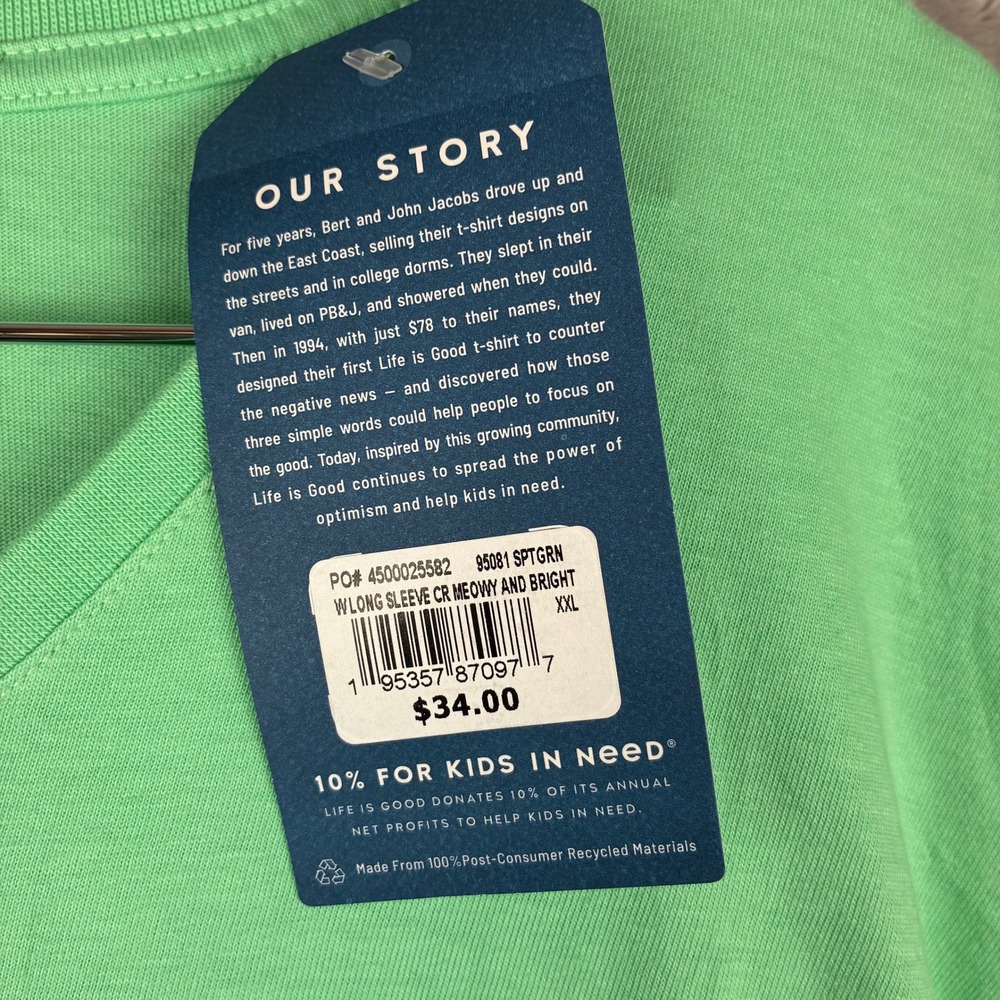 OUR STORY
For five years, Bert and John Jacobs drove up and
down the East Coast, selling their t-shirt designs on
the streets and in college dorms. They slept in their
van, lived on PB&J, and showered when they could.
Then in 1994, with just $78 to their names, they
designed their first Life is Good t-shirt to counter
the negative news – and discovered how those
three simple words could help people to focus on
the good. Today, inspired by this growing community,
Life is Good continues to spread the power of
optimism and help kids in need.
PO# 4500025582 95081 SPTGRN
W LONG SLEEVE CR MEOWY AND BRIGHT
XXL
1 95357 87097 7
$34.00
10% FOR KIDS IN NeeD®
LIFE IS GOOD DONATES 10% OF ITS ANNUAL
NET PROFITS TO HELP KIDS IN NEED.
Made From 100%Post-Consumer Recycled Materials